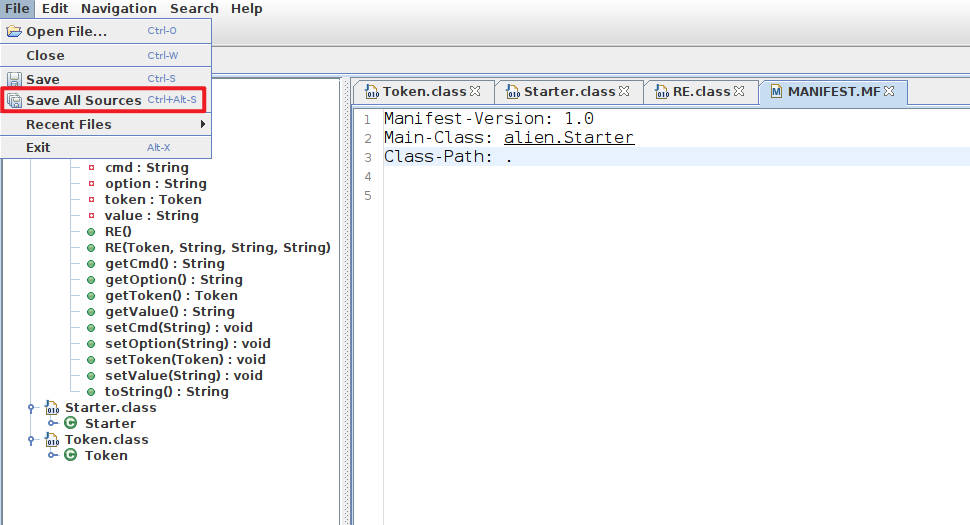 File Edit Navigation Search Help
Open File... Ctrl-O
Close Ctrl-W
Save Ctrl-S
Save All Sources Ctrl+Alt-S
Recent Files
Exit Alt-X
cmd : String
option : String
token : Token
value : String
RE()
RE(Token, String, String, String)
getCmd() : String
getOption() : String
getToken() : Token
getValue() : String
setCmd(String) : void
setOption(String) : void
setToken(Token) : void
setValue(String) : void
toString() : String
Starter.class
Starter
Token.class
Token
Token.class Starter.class RE.class MANIFEST.MF
1 Manifest-Version: 1.0
2 Main-Class: alien.Starter
3 Class-Path: .
4
5